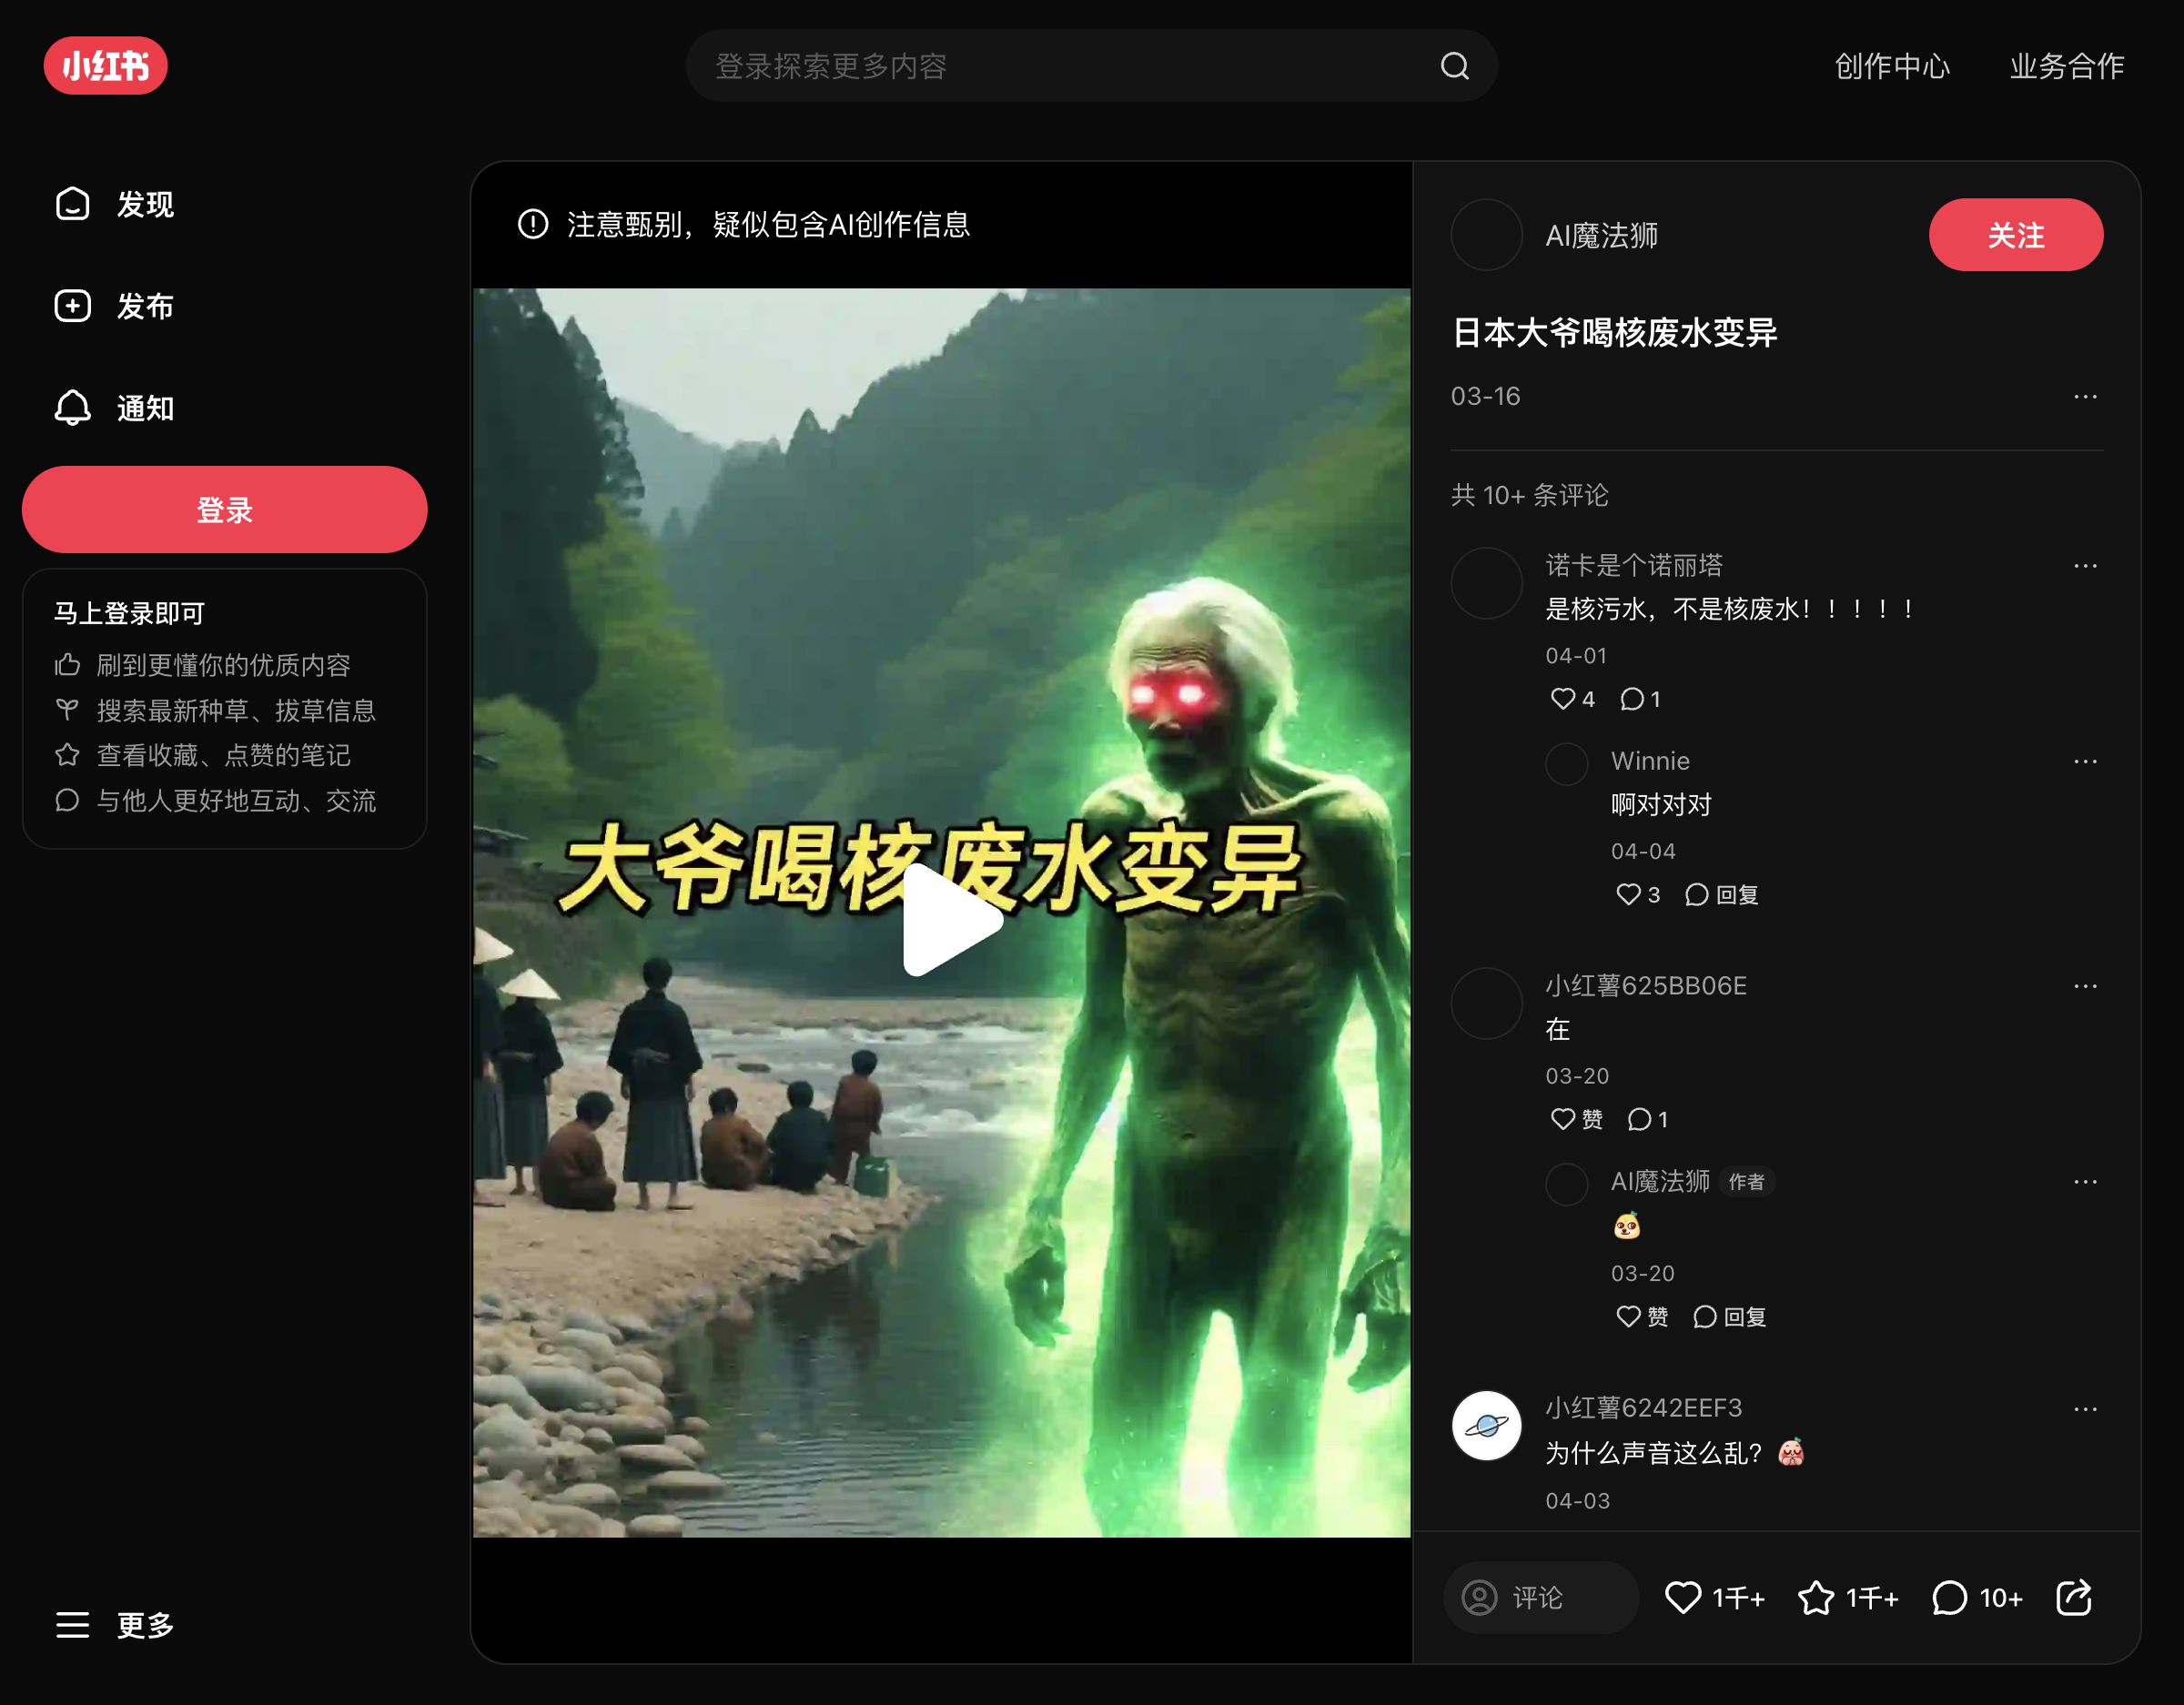 小红书
登录探索更多内容
创作中心
业务合作
发现
发布
通知
登录
马上登录即可
刷到更懂你的优质内容
搜索最新种草、拔草信息
查看收藏、点赞的笔记
与他人更好地互动、交流
更多
注意甄别，疑似包含AI创作信息
大爷喝核废水变异
AI魔法狮
关注
日本大爷喝核废水变异
03-16
共 10+ 条评论
诺卡是个诺丽塔
是核污水，不是核废水！！！！！
04-01
4 1
Winnie
啊对对对
04-04
3 回复
小红薯625BB06E
在
03-20
赞 1
AI魔法狮 作者
03-20
赞 回复
小红薯6242EEF3
为什么声音这么乱？
04-03
评论 1千+ 1千+ 10+